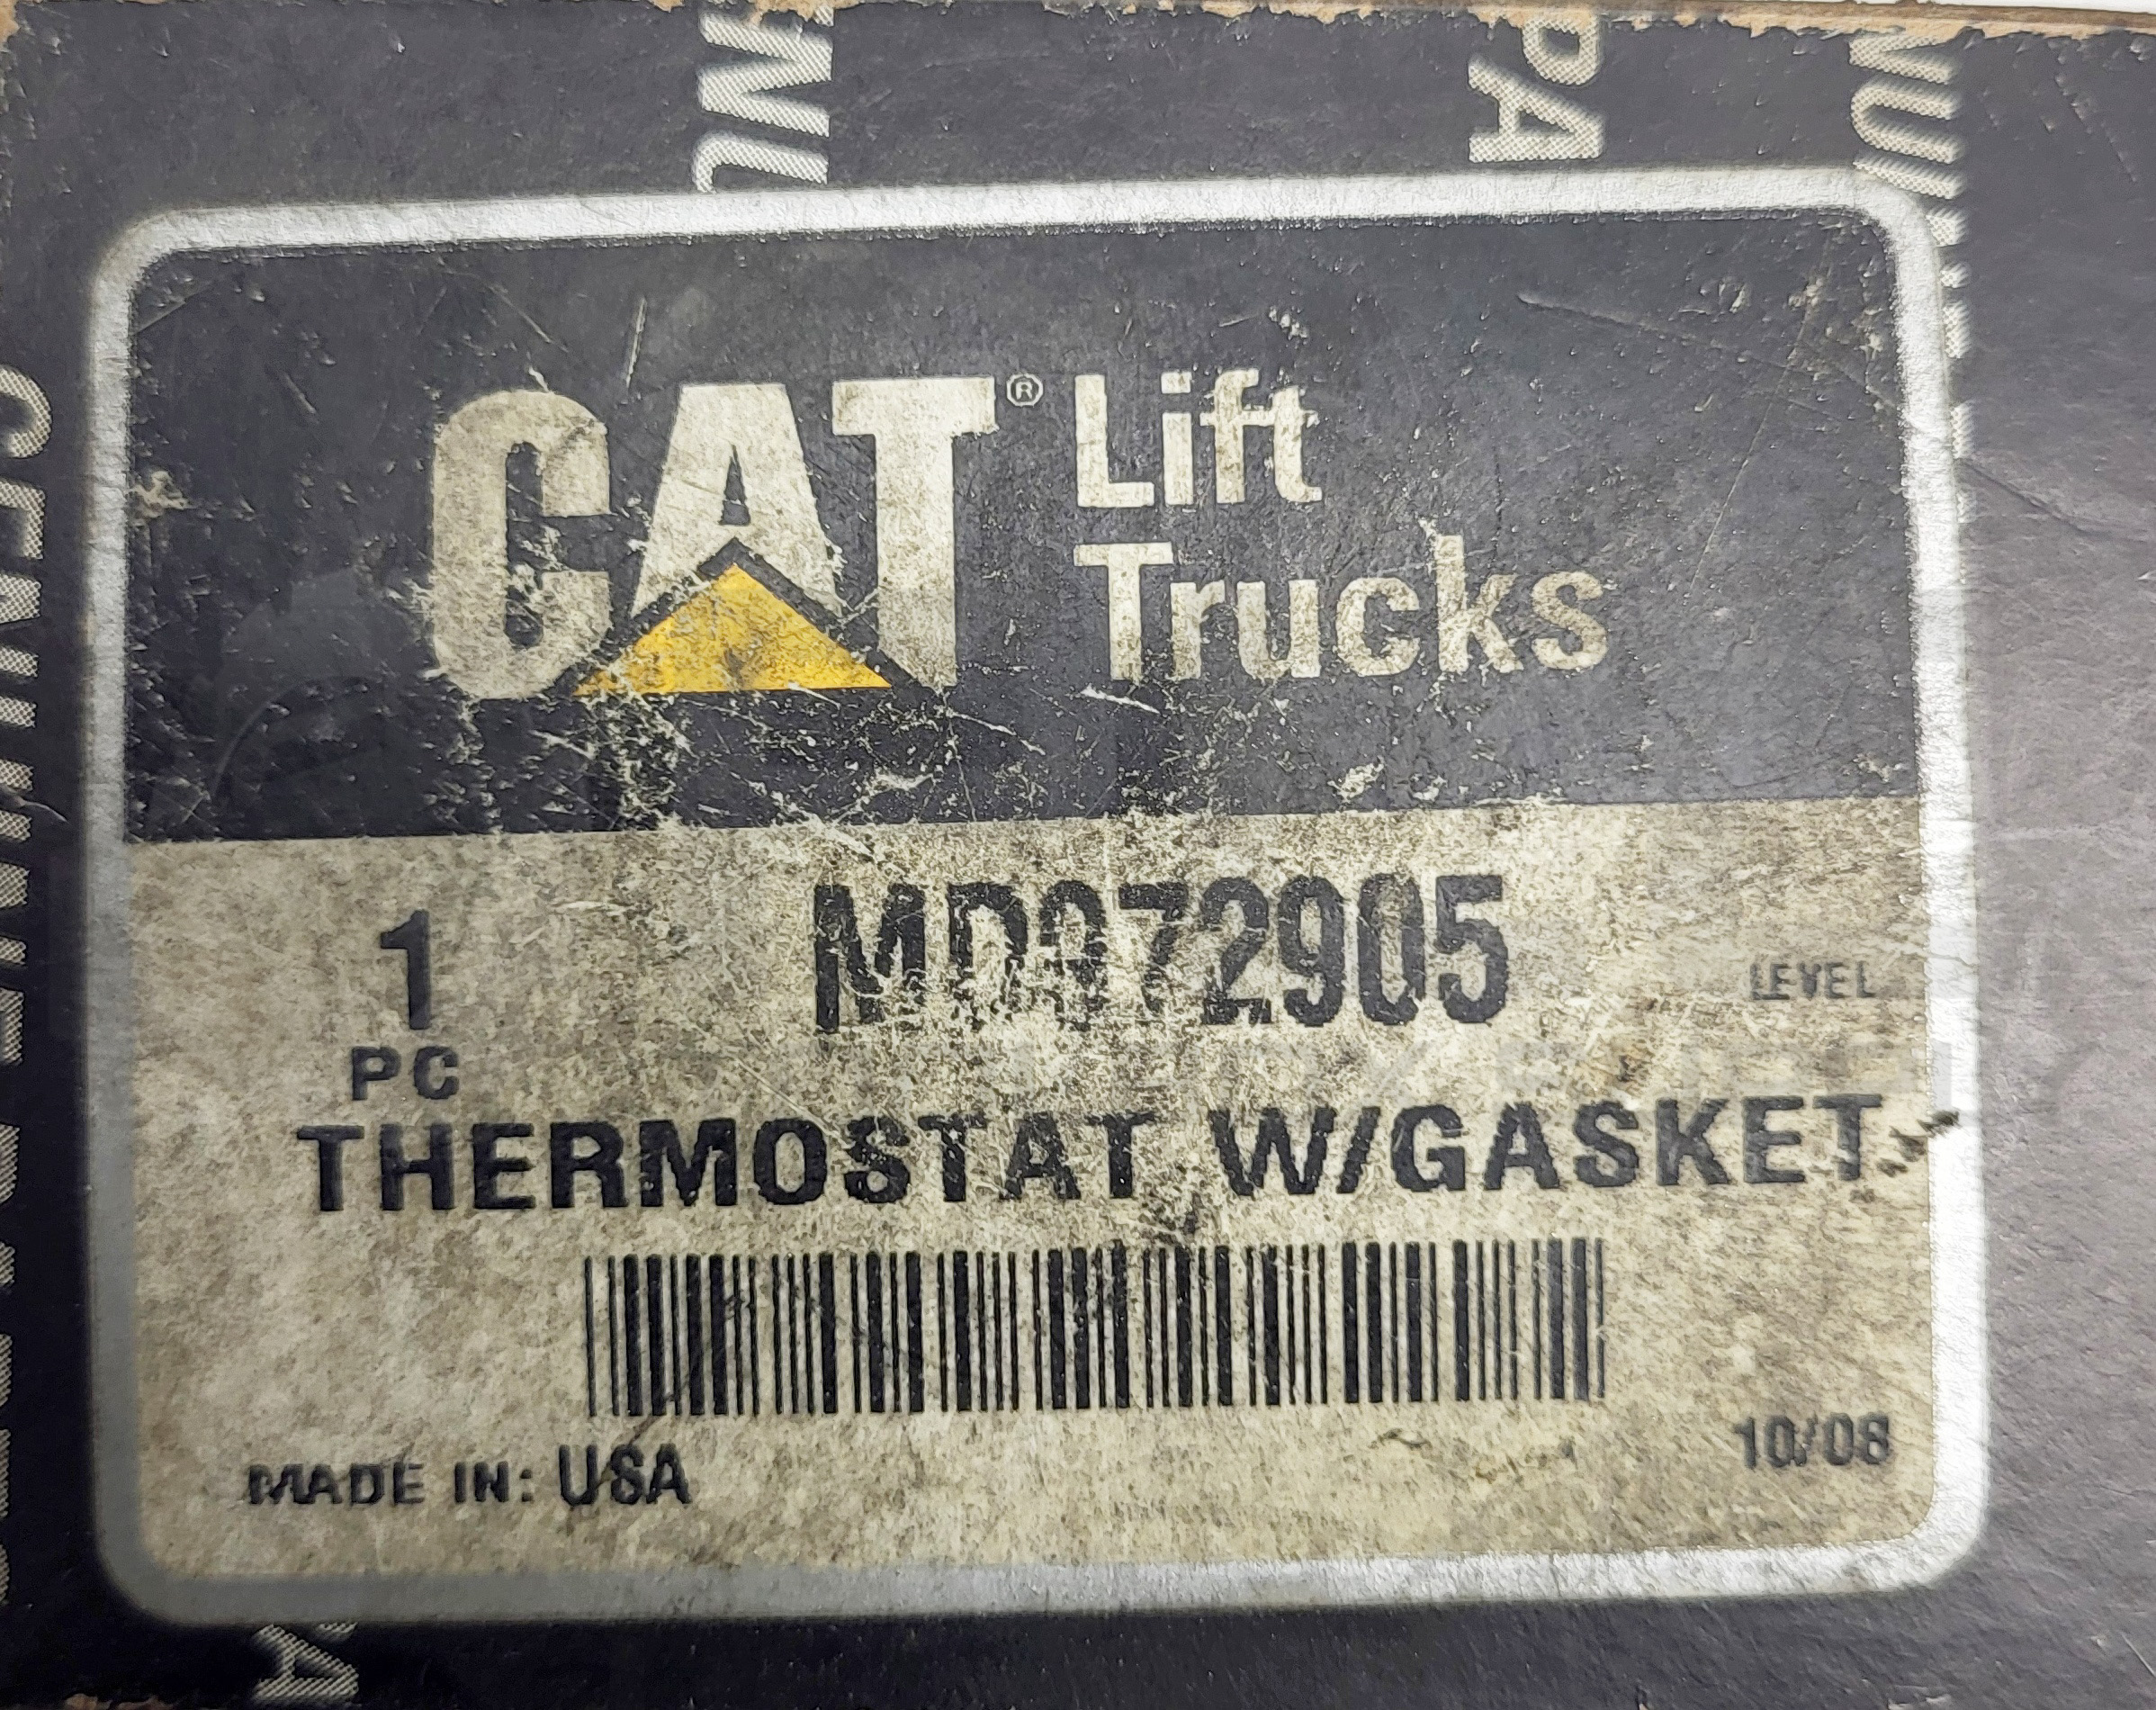 CAT® Lift
Trucks
1
MD972905
LEVEL
PC
THERMOSTAT W/GASKET
MADE IN: USA
10/08